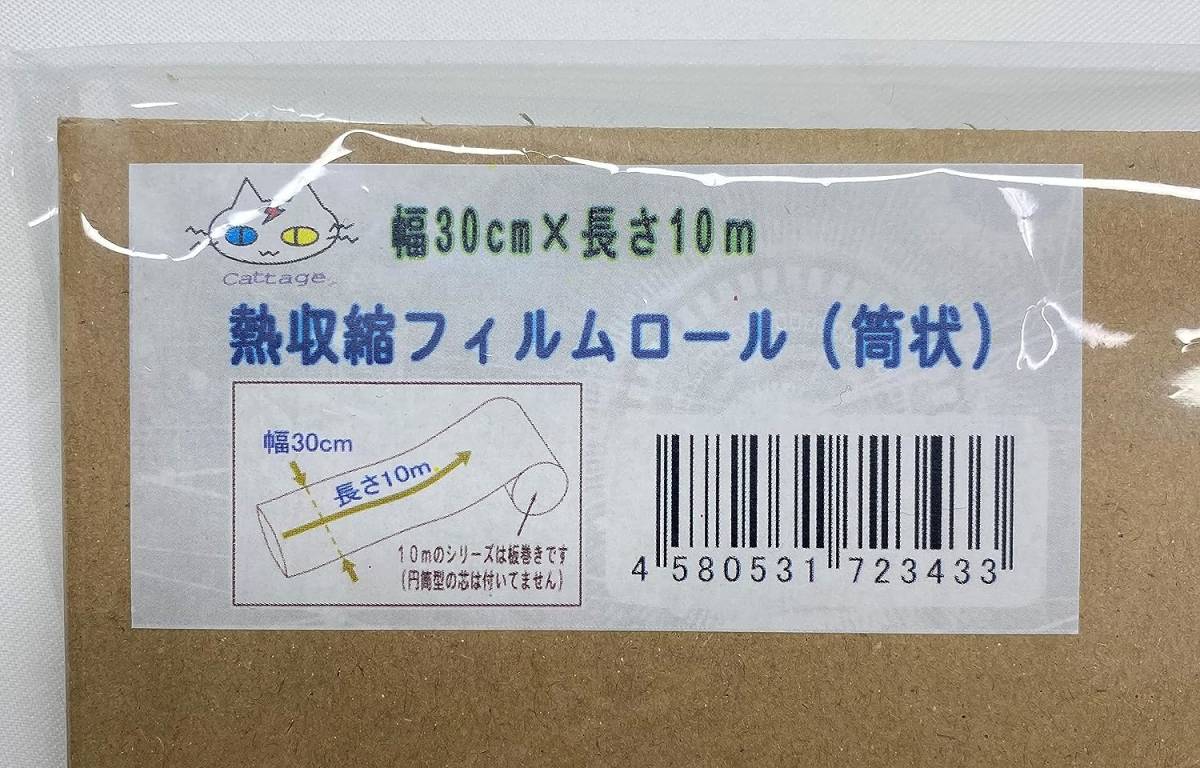 幅30cm×長さ10m
Cattage
熱収縮フィルムロール(筒状)
幅30cm
長さ10m
10mのシリーズは板巻きです
(円筒型の芯は付いてません)
4 580531 723433